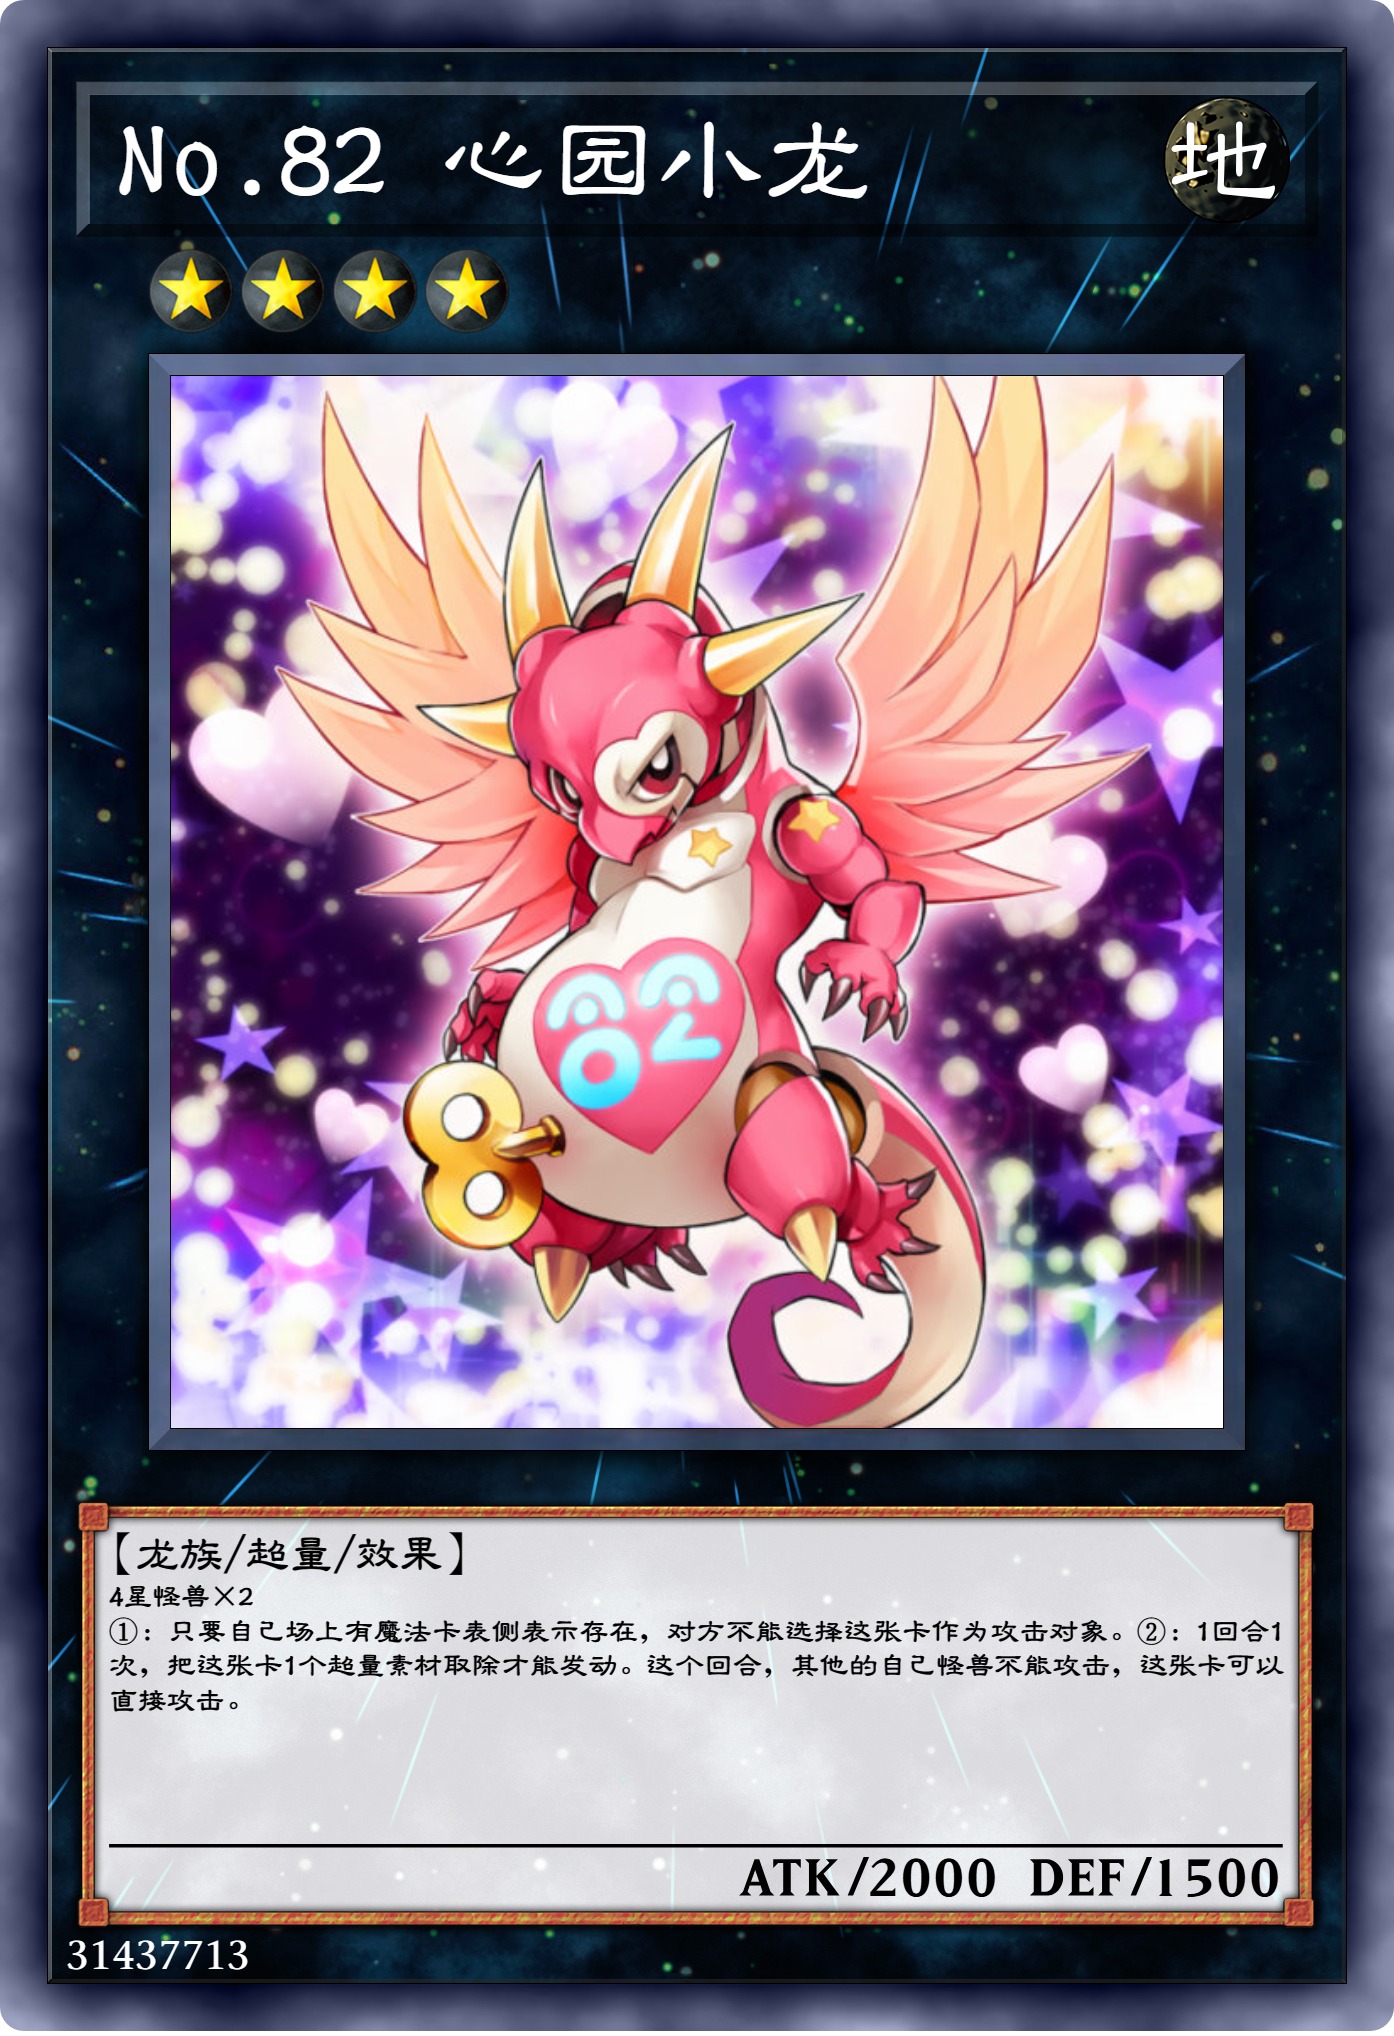 No.82 心园小龙
地
82
【龙族/超量/效果】
4星怪兽×2
①：只要自己场上有魔法卡表侧表示存在，对方不能选择这张卡作为攻击对象。②：1回合1
次，把这张卡1个超量素材取除才能发动。这个回合，其他的自己怪兽不能攻击，这张卡可以
直接攻击。
ATK/2000 DEF/1500
31437713